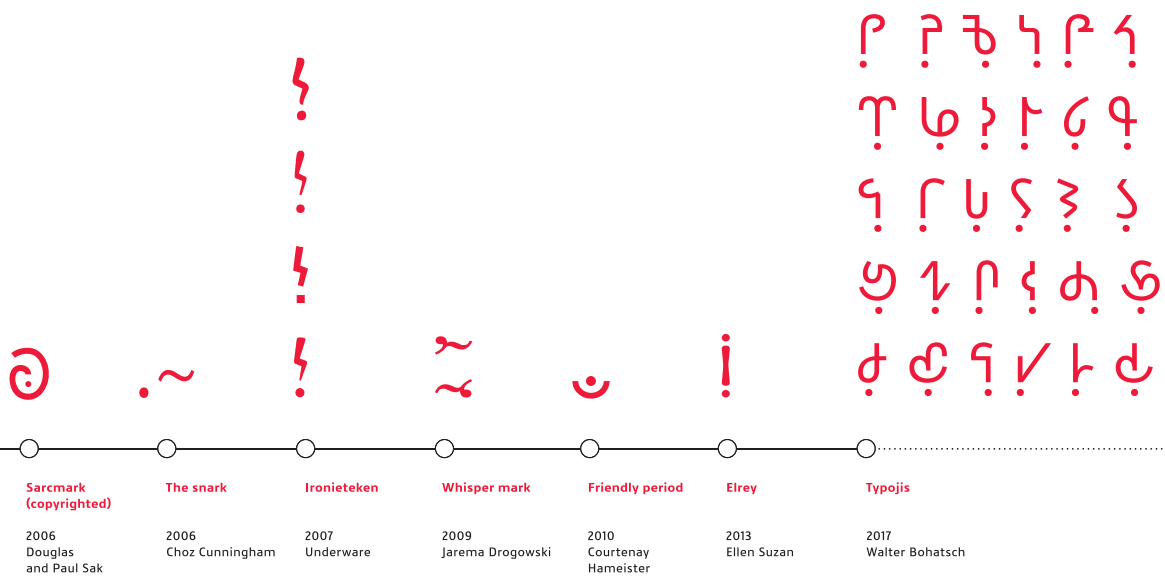 Sarcmark
(copyrighted)
2006
Douglas
and Paul Sak
The snark
2006
Choz Cunningham
Ironieteken
2007
Underware
Whisper mark
2009
Jarema Drogowski
Friendly period
2010
Courtenay
Hameister
Elrey
2013
Ellen Suzan
Typojis
2017
Walter Bohatsch